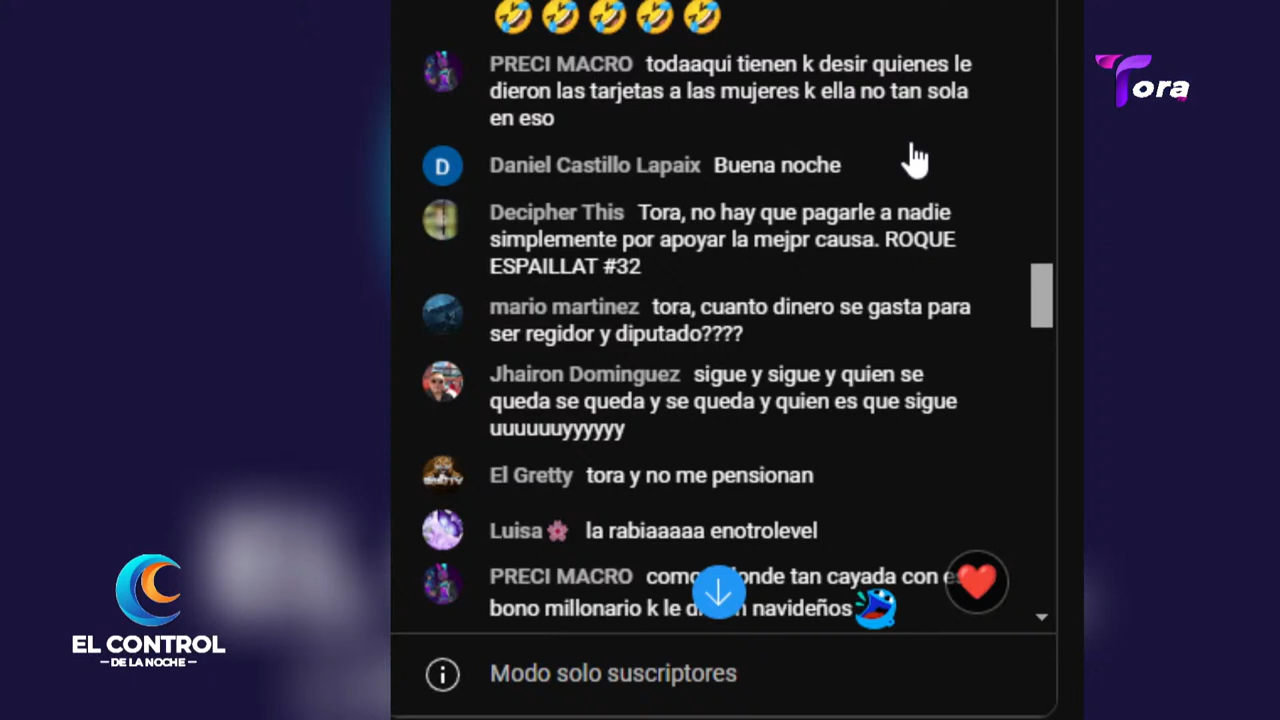 PRECI MACRO todaaqui tienen k desir quienes le
dieron las tarjetas a las mujeres k ella no tan sola
en eso
Tora
D Daniel Castillo Lapaix Buena noche
Decipher This Tora, no hay que pagarle a nadie
simplemente por apoyar la mejpr causa. ROQUE
ESPAILLAT #32
mario martinez tora, cuanto dinero se gasta para
ser regidor y diputado????
Jhairon Dominguez sigue y sigue y quien se
queda se queda y se queda y quien es que sigue
uuuuuuyyyyyy
El Gretty tora y no me pensionan
Luisa🌸 la rabiaaaaa enotrolevel
PRECI MACRO tan cayada con
bono millonario k le navideños
EL CONTROL
DE LA NOCHE
Modo solo suscriptores